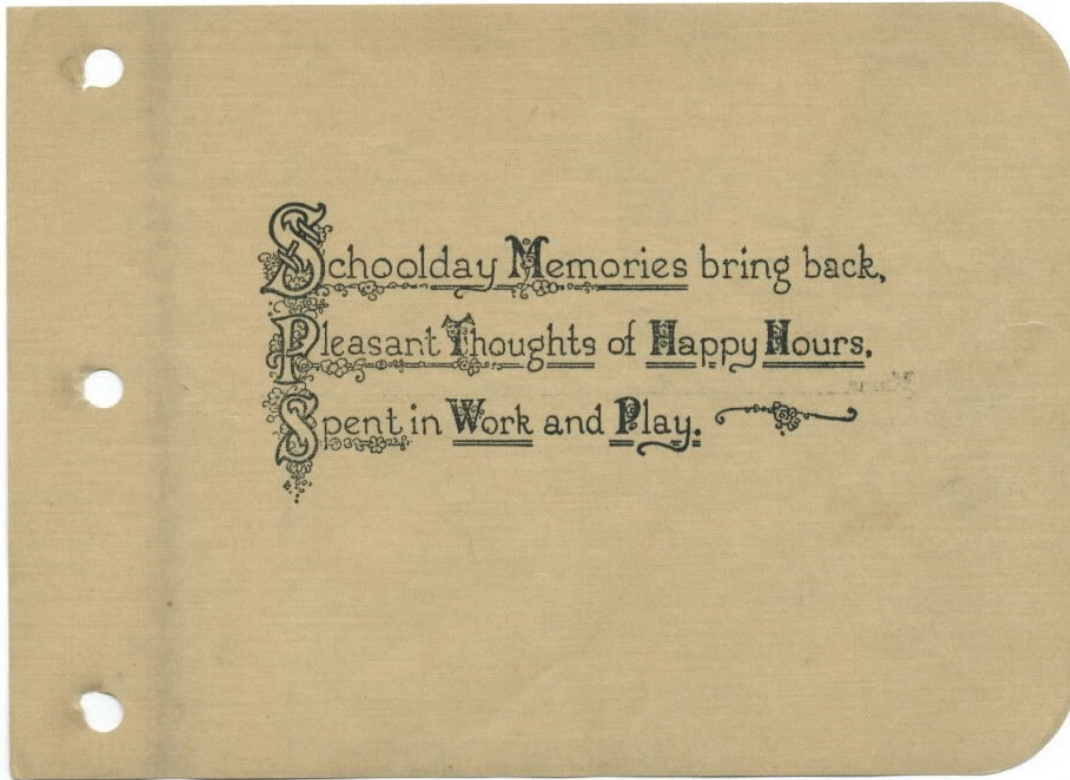 Schoolday Memories bring back,
Pleasant Thoughts of Happy Hours,
Spent in Work and Play.